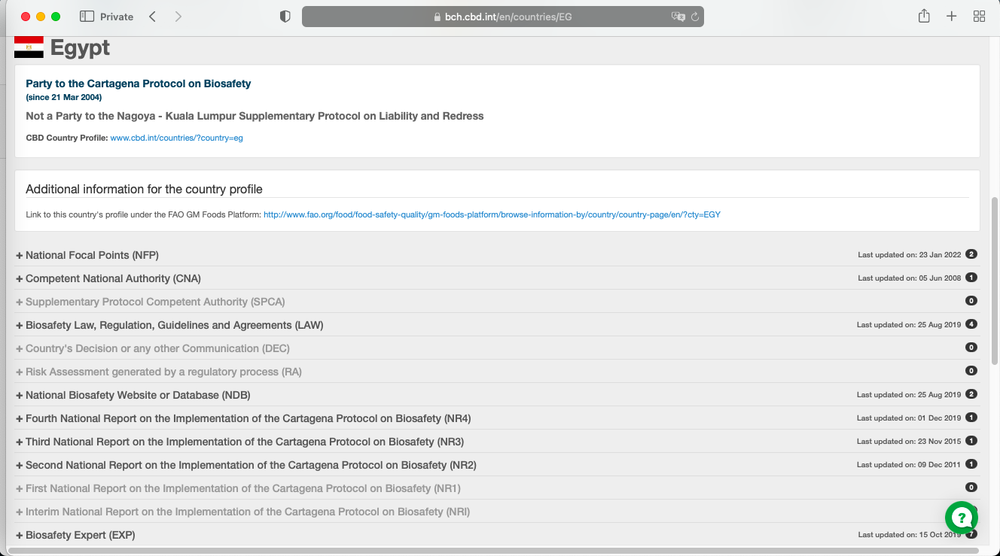 Private
bch.cbd.int/en/countries/EG
Egypt
Party to the Cartagena Protocol on Biosafety
(since 21 Mar 2004)
Not a Party to the Nagoya - Kuala Lumpur Supplementary Protocol on Liability and Redress
CBD Country Profile: www.cbd.int/countries/?country=eg
Additional information for the country profile
Link to this country's profile under the FAO GM Foods Platform: http://www.fao.org/food/food-safety-quality/gm-foods-platform/browse-information-by/country/country-page/en/?cty=EGY
+ National Focal Points (NFP) Last updated on: 23 Jan 2022 2
+ Competent National Authority (CNA) Last updated on: 05 Jun 2008 1
+ Supplementary Protocol Competent Authority (SPCA) 0
+ Biosafety Law, Regulation, Guidelines and Agreements (LAW) Last updated on: 25 Aug 2019 4
+ Country's Decision or any other Communication (DEC) 0
+ Risk Assessment generated by a regulatory process (RA) 0
+ National Biosafety Website or Database (NDB) Last updated on: 25 Aug 2019 2
+ Fourth National Report on the Implementation of the Cartagena Protocol on Biosafety (NR4) Last updated on: 01 Dec 2019 1
+ Third National Report on the Implementation of the Cartagena Protocol on Biosafety (NR3) Last updated on: 23 Nov 2015 1
+ Second National Report on the Implementation of the Cartagena Protocol on Biosafety (NR2) Last updated on: 09 Dec 2011 1
+ First National Report on the Implementation of the Cartagena Protocol on Biosafety (NR1) 0
+ Interim National Report on the Implementation of the Cartagena Protocol on Biosafety (NRI)
+ Biosafety Expert (EXP) Last updated on: 15 Oct 2019 7
?